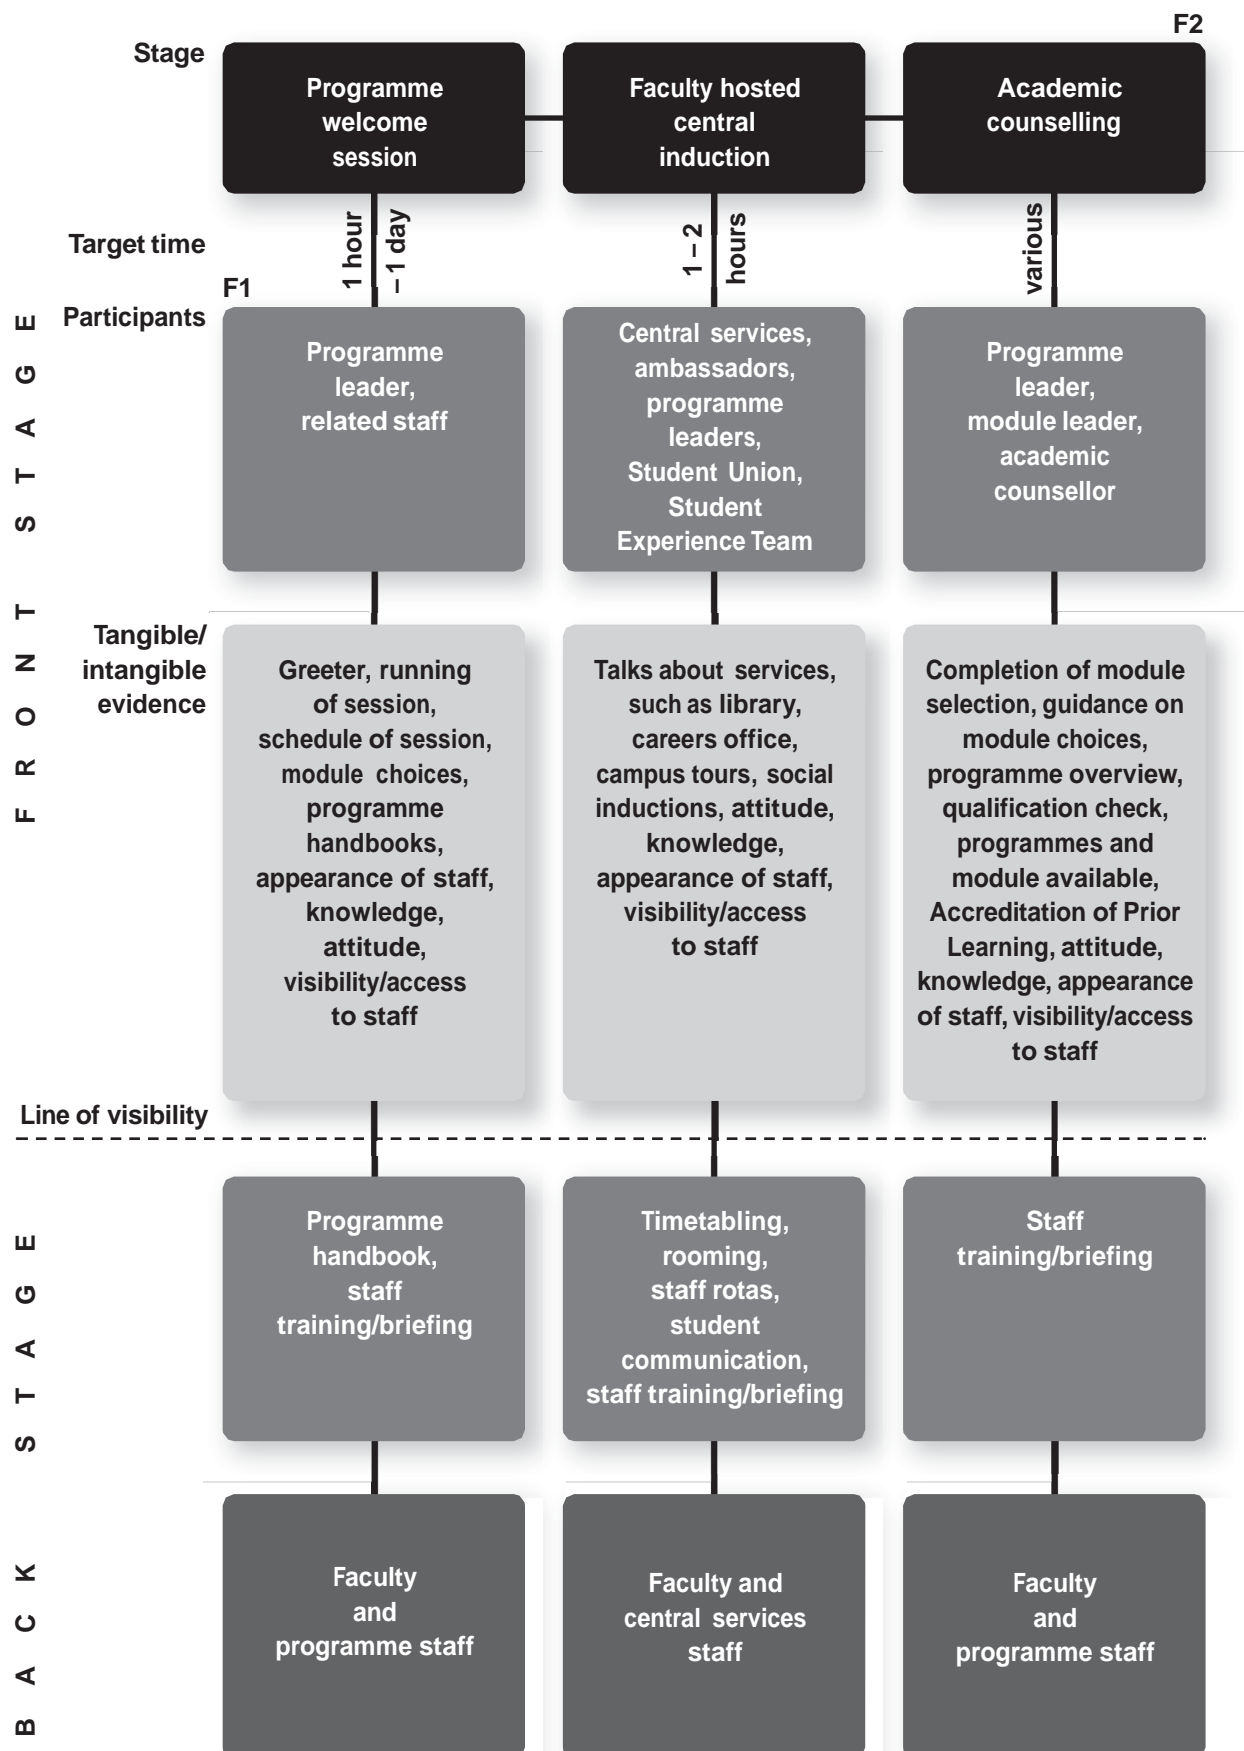 F2
Stage
Programme
welcome
session
Faculty hosted
central
induction
Academic
counselling
Target time
1 hour
– 1 day
1 – 2
hours
various
F1
FRONT STAGE
Participants
Programme
leader,
related staff
Central services,
ambassadors,
programme
leaders,
Student Union,
Student
Experience Team
Programme
leader,
module leader,
academic
counsellor
Tangible/
intangible
evidence
Greeter, running
of session,
schedule of session,
module choices,
programme
handbooks,
appearance of staff,
knowledge,
attitude,
visibility/access
to staff
Talks about services,
such as library,
careers office,
campus tours, social
inductions, attitude,
knowledge,
appearance of staff,
visibility/access
to staff
Completion of module
selection, guidance on
module choices,
programme overview,
qualification check,
programmes and
module available,
Accreditation of Prior
Learning, attitude,
knowledge, appearance
of staff, visibility/access
to staff
Line of visibility
BACK STAGE
Programme
handbook,
staff
training/briefing
Timetabling,
rooming,
staff rotas,
student
communication,
staff training/briefing
Staff
training/briefing
Faculty
and
programme staff
Faculty and
central services
staff
Faculty
and
programme staff